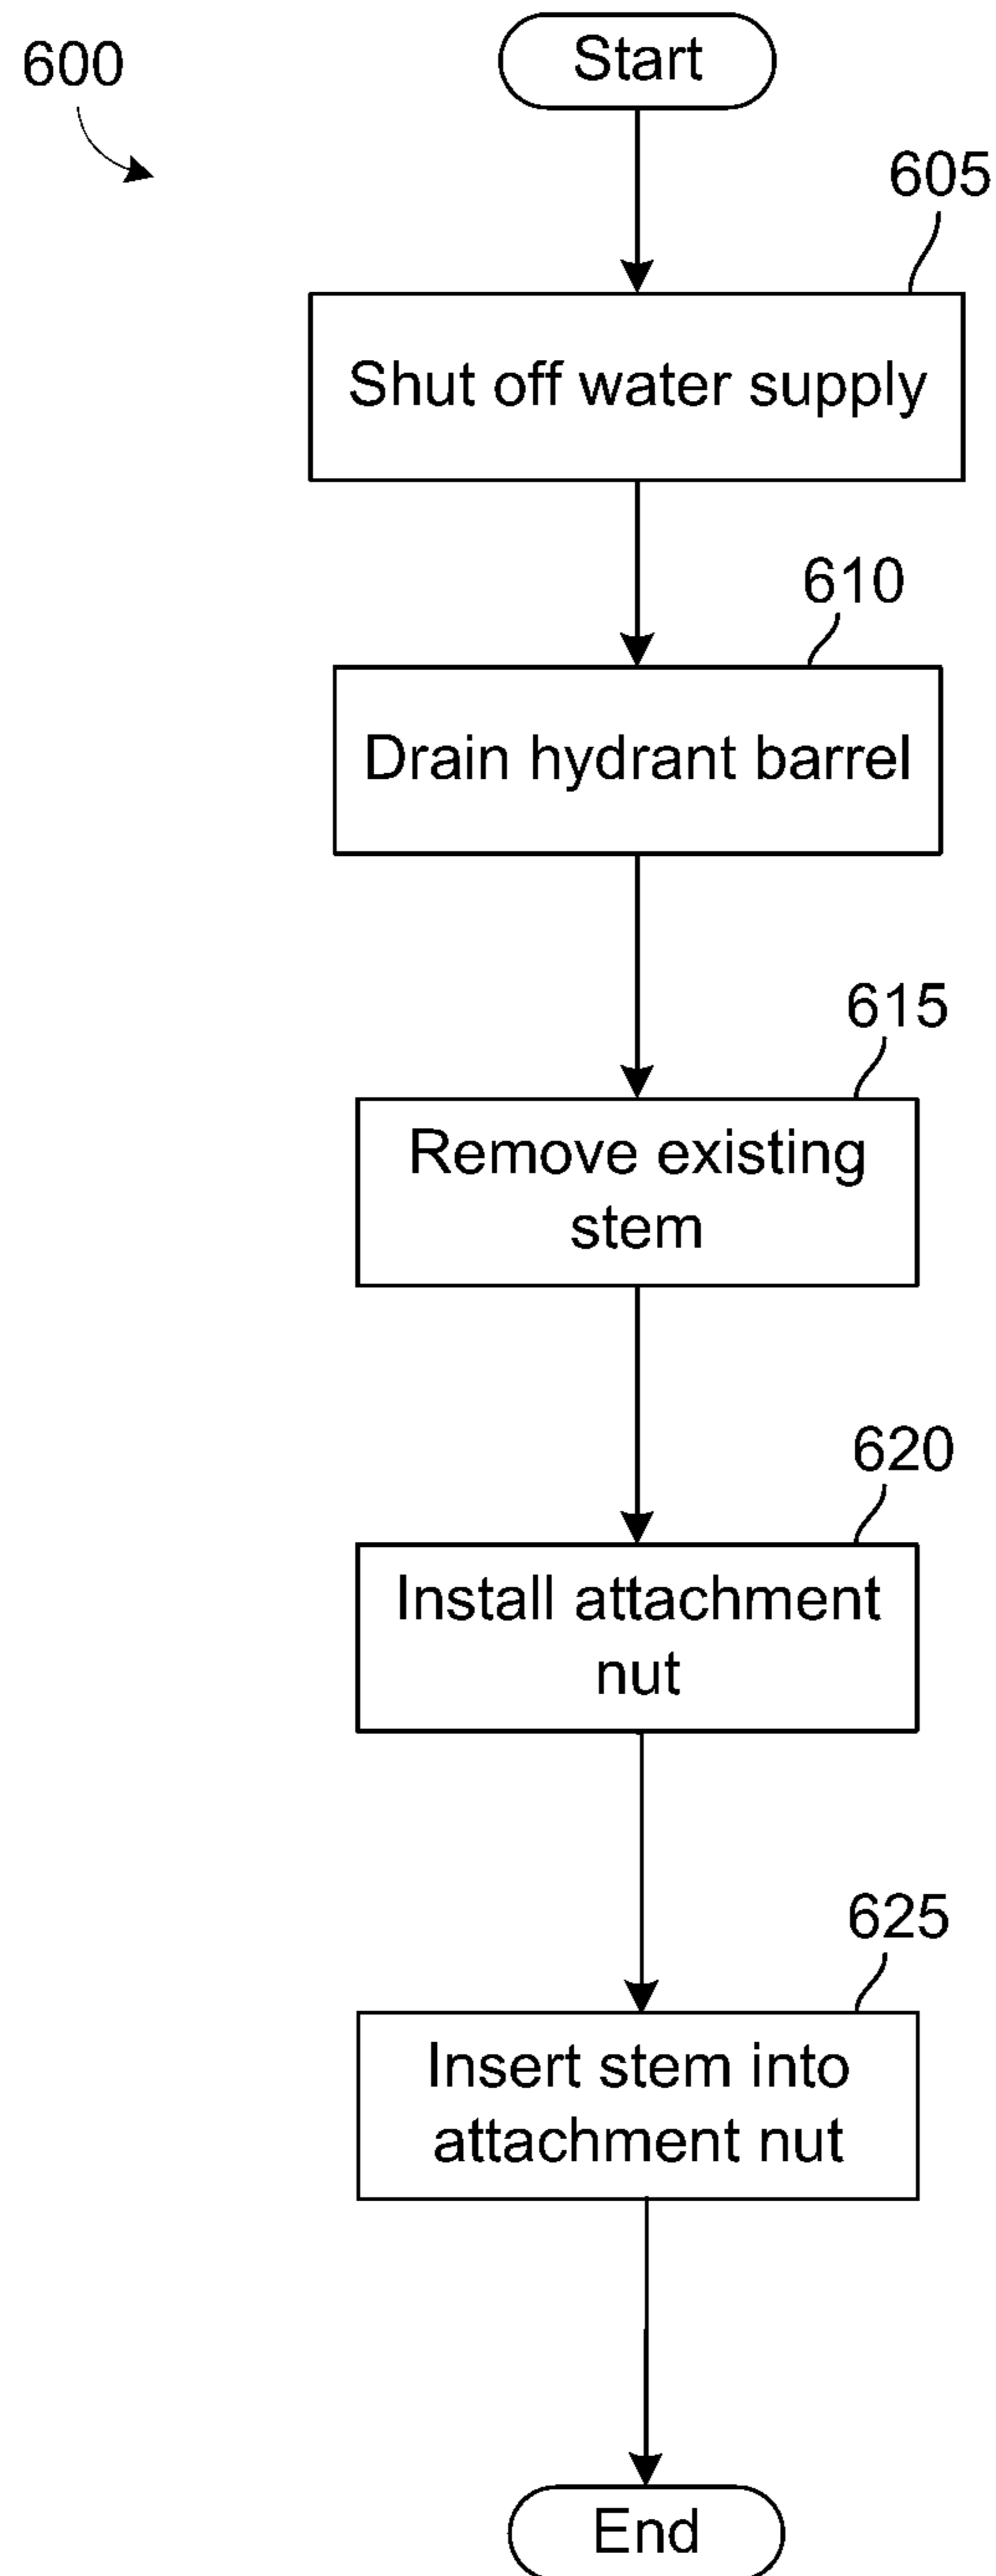 600
Start
605
Shut off water supply
610
Drain hydrant barrel
615
Remove existing
stem
620
Install attachment
nut
625
Insert stem into
attachment nut
End